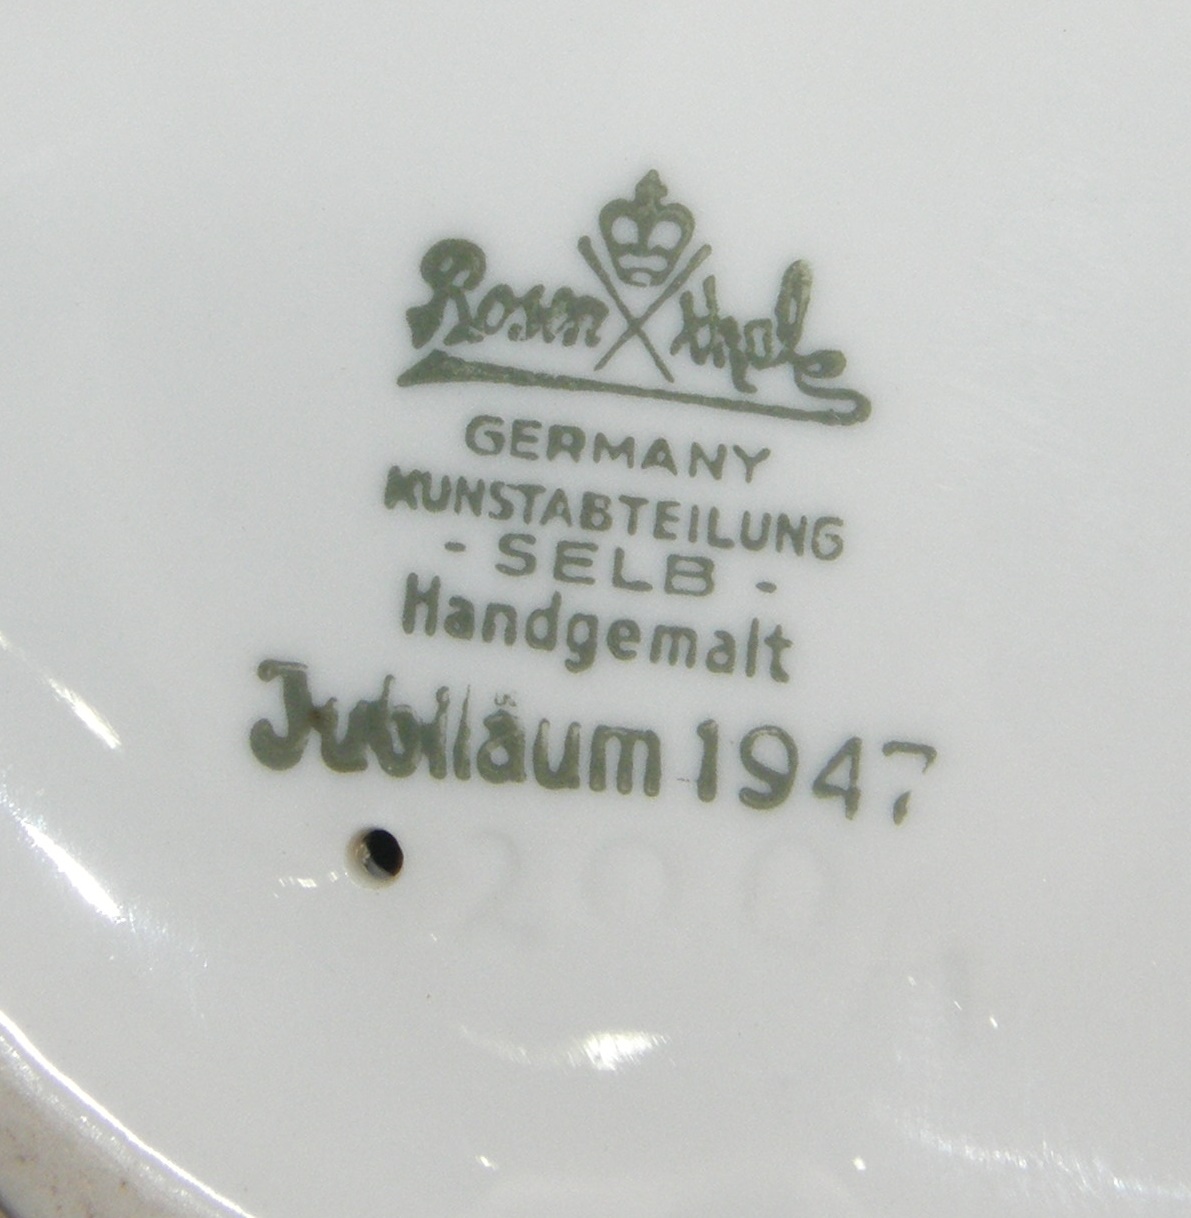 Rosenthal
GERMANY
KUNSTABTEILUNG
- SELB -
Handgemalt
Jubiläum 1947